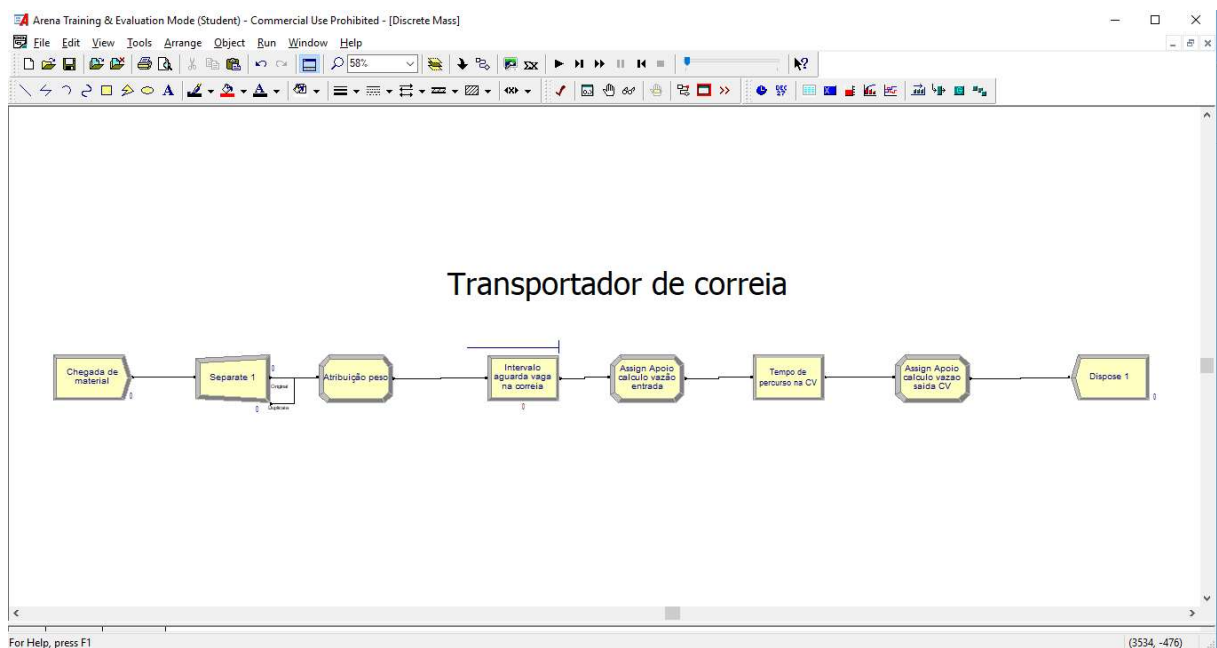 Arena Training & Evaluation Mode (Student) - Commercial Use Prohibited - [Discrete Mass]
File Edit View Tools Arrange Object Run Window Help
58%
Transportador de correia
Chegada de
material
0
Separate 1
0
Original
0
Duplicate
Atribuição peso
Intervalo
aguarda vaga
na correia
0
Assign Apoio
calculo vazão
entrada
Tempo de
percurso na CV
Assign Apoio
calculo vazao
saída CV
Dispose 1
0
For Help, press F1
(3534, -476)